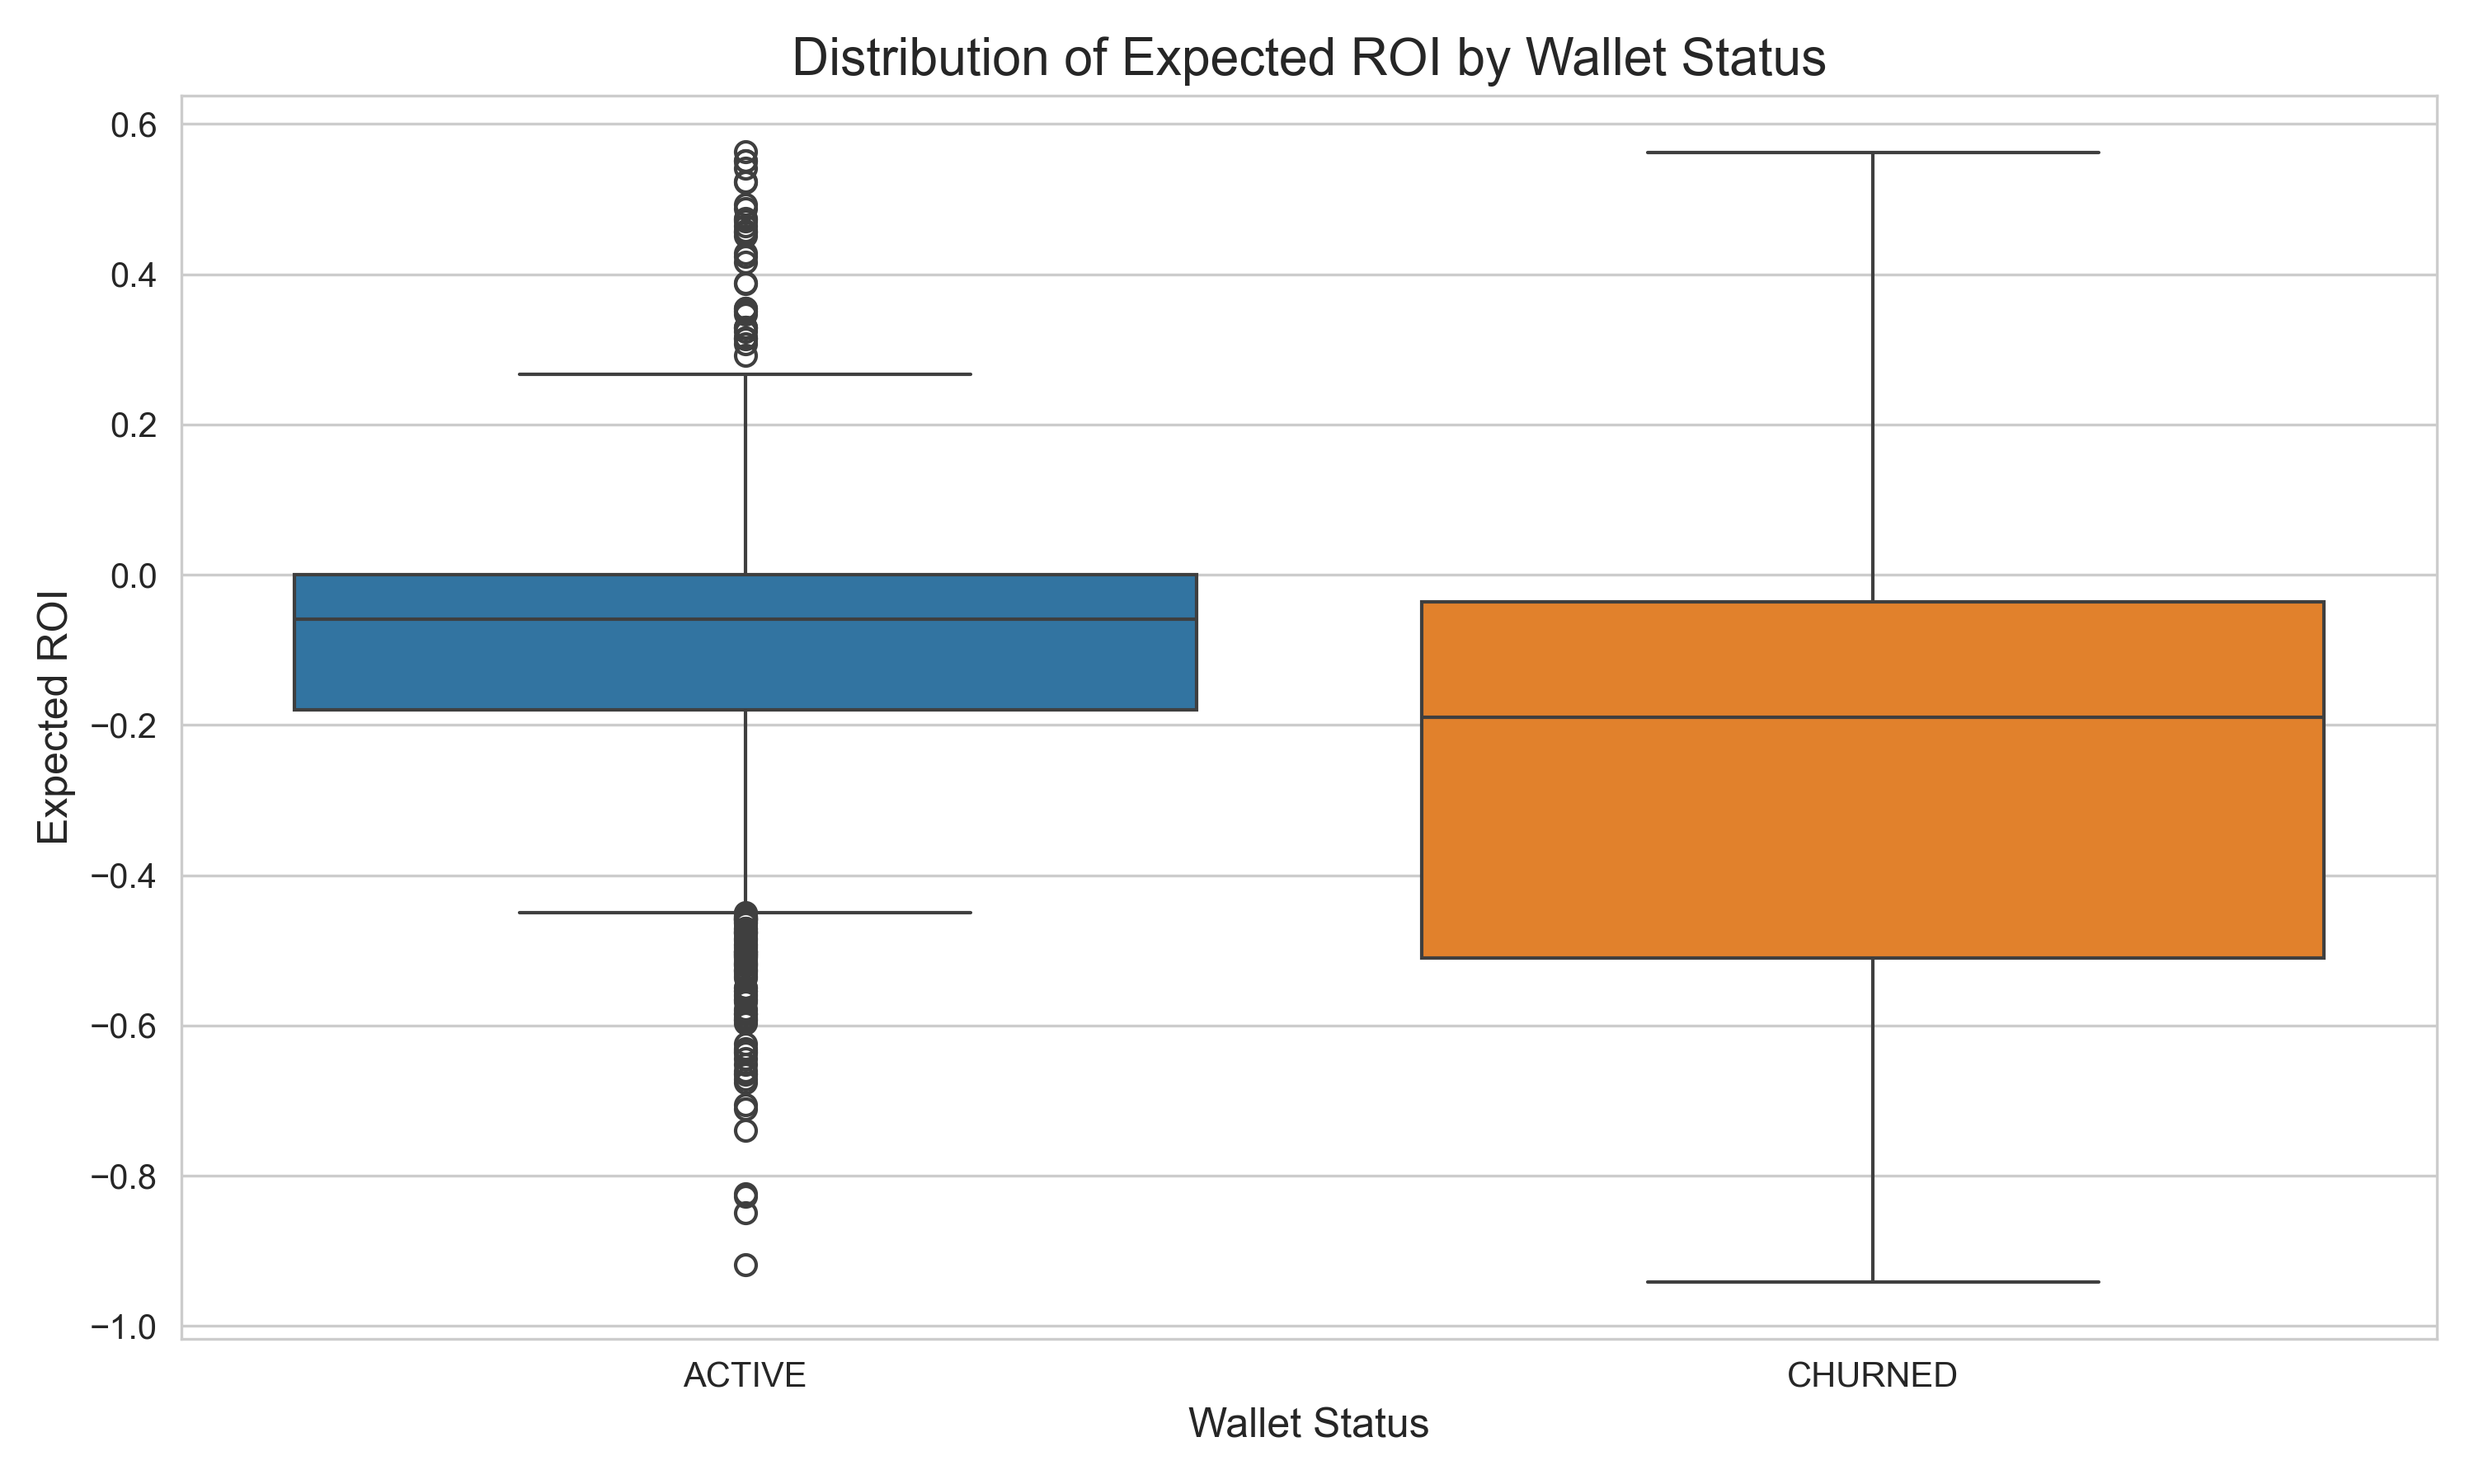 Distribution of Expected ROI by Wallet Status
Expected ROI
0.6
0.4
0.2
0.0
−0.2
−0.4
−0.6
−0.8
−1.0
ACTIVE
CHURNED
Wallet Status